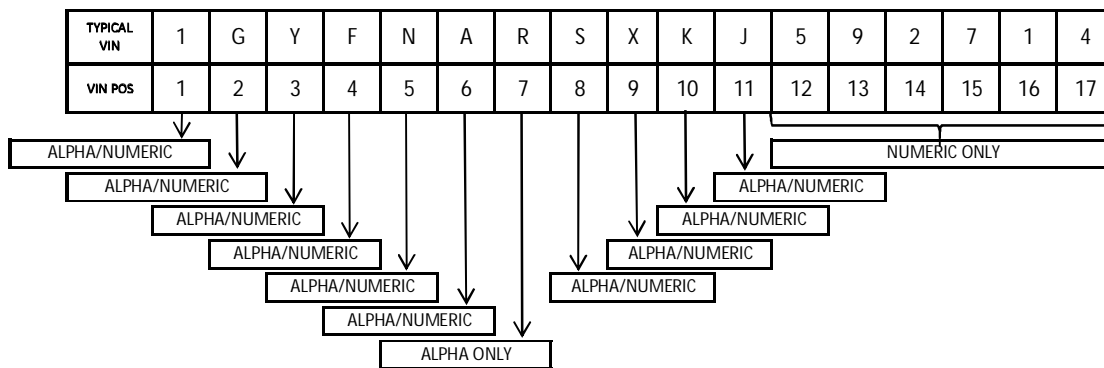 TYPICAL VIN 1 G Y F N A R S X K J 5 9 2 7 1 4
VIN POS 1 2 3 4 5 6 7 8 9 10 11 12 13 14 15 16 17
ALPHA/NUMERIC NUMERIC ONLY
ALPHA/NUMERIC ALPHA/NUMERIC
ALPHA/NUMERIC ALPHA/NUMERIC
ALPHA/NUMERIC ALPHA/NUMERIC
ALPHA/NUMERIC ALPHA/NUMERIC
ALPHA/NUMERIC
ALPHA ONLY